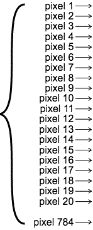 pixel 1
pixel 2
pixel 3
pixel 4
pixel 5
pixel 6
pixel 7
pixel 8
pixel 9
pixel 10
pixel 11
pixel 12
pixel 13
pixel 14
pixel 15
pixel 16
pixel 17
pixel 18
pixel 19
pixel 20
pixel 784